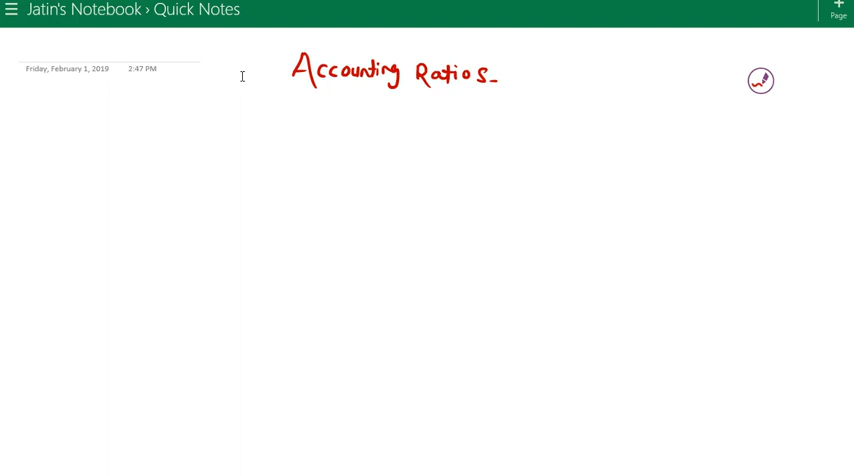 Jatin's Notebook › Quick Notes
Page
Friday, February 1, 2019 2:47 PM
Accounting Ratios-